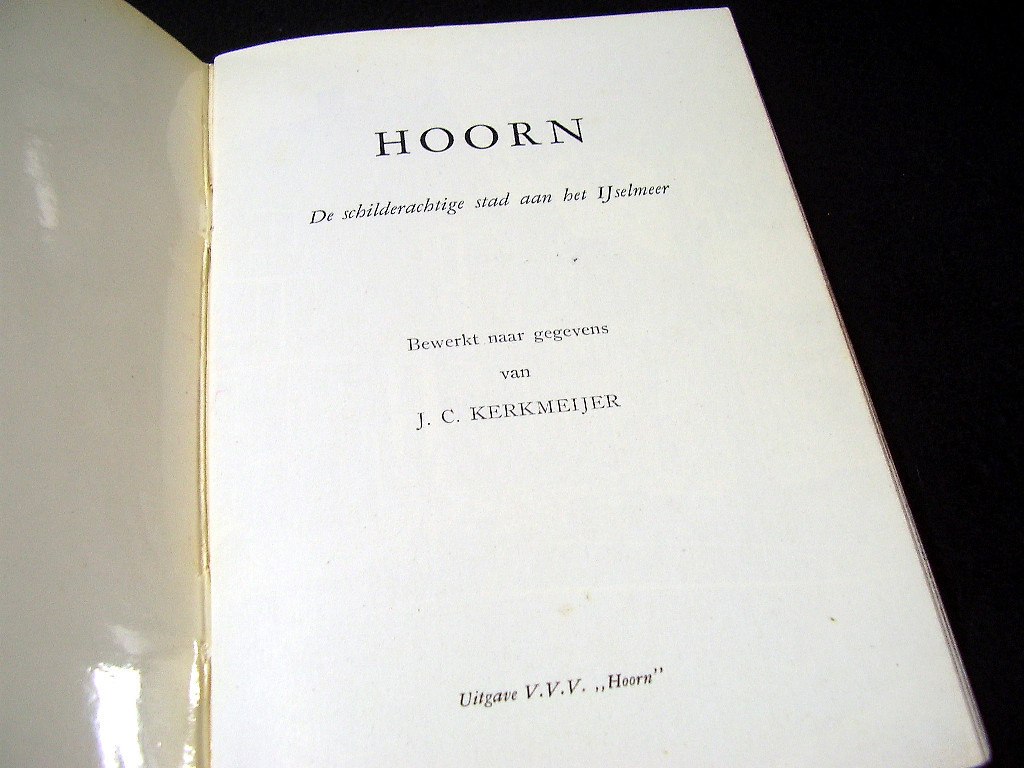 HOORN
De schilderachtige stad aan het IJselmeer
Bewerkt naar gegevens
van
J. C. KERKMEIJER
Uitgave V.V.V. „Hoorn”